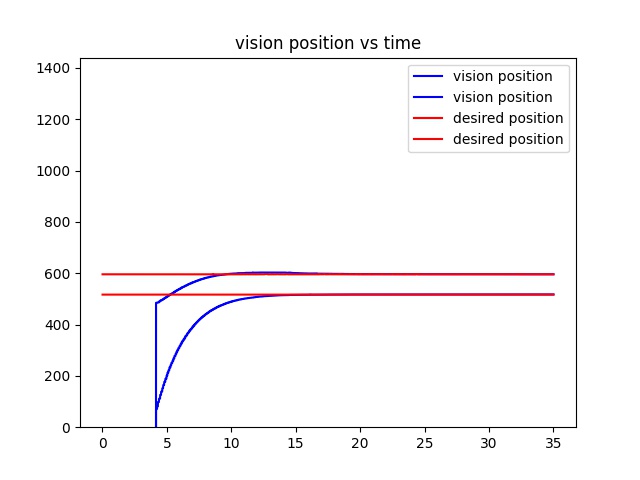 vision position vs time
1400
1200
1000
800
600
400
200
0
vision position
vision position
desired position
desired position
0 5 10 15 20 25 30 35